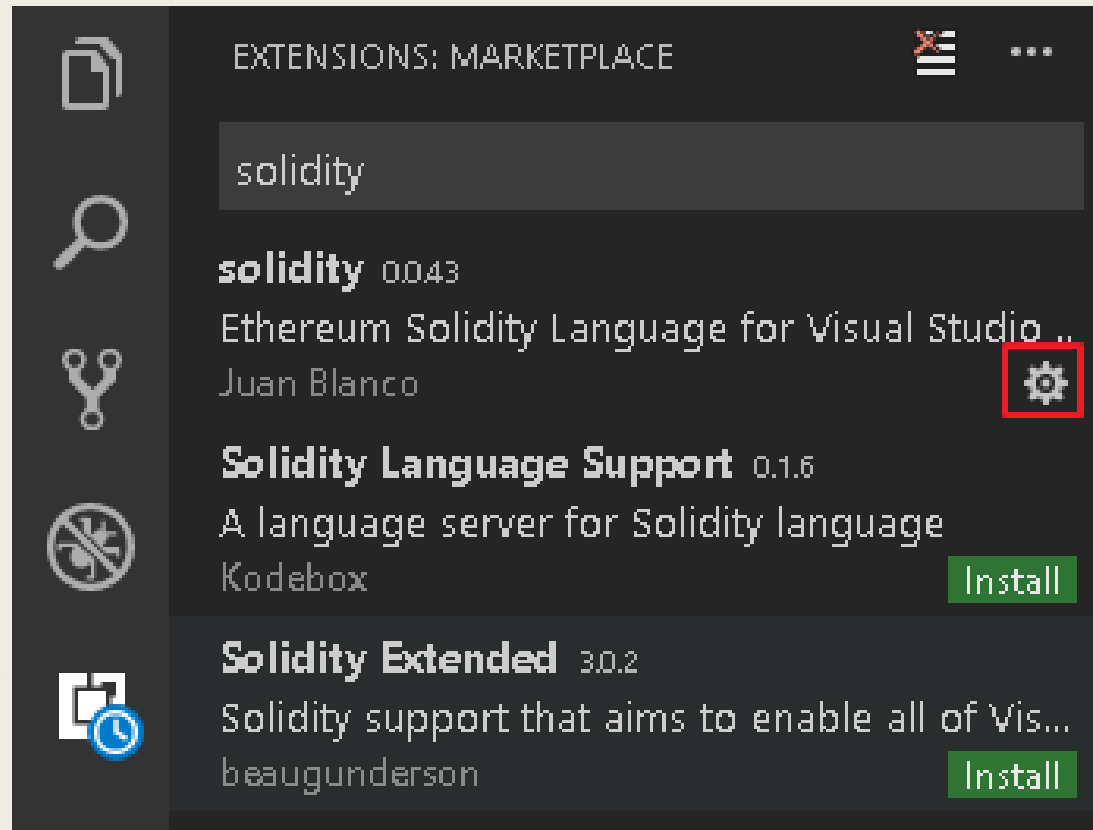 EXTENSIONS: MARKETPLACE
solidity
solidity 0.0.43
Ethereum Solidity Language for Visual Studio ...
Juan Blanco
Solidity Language Support 0.1.6
A language server for Solidity language
Kodebox
Install
Solidity Extended 3.0.2
Solidity support that aims to enable all of Vis...
beaugunderson
Install